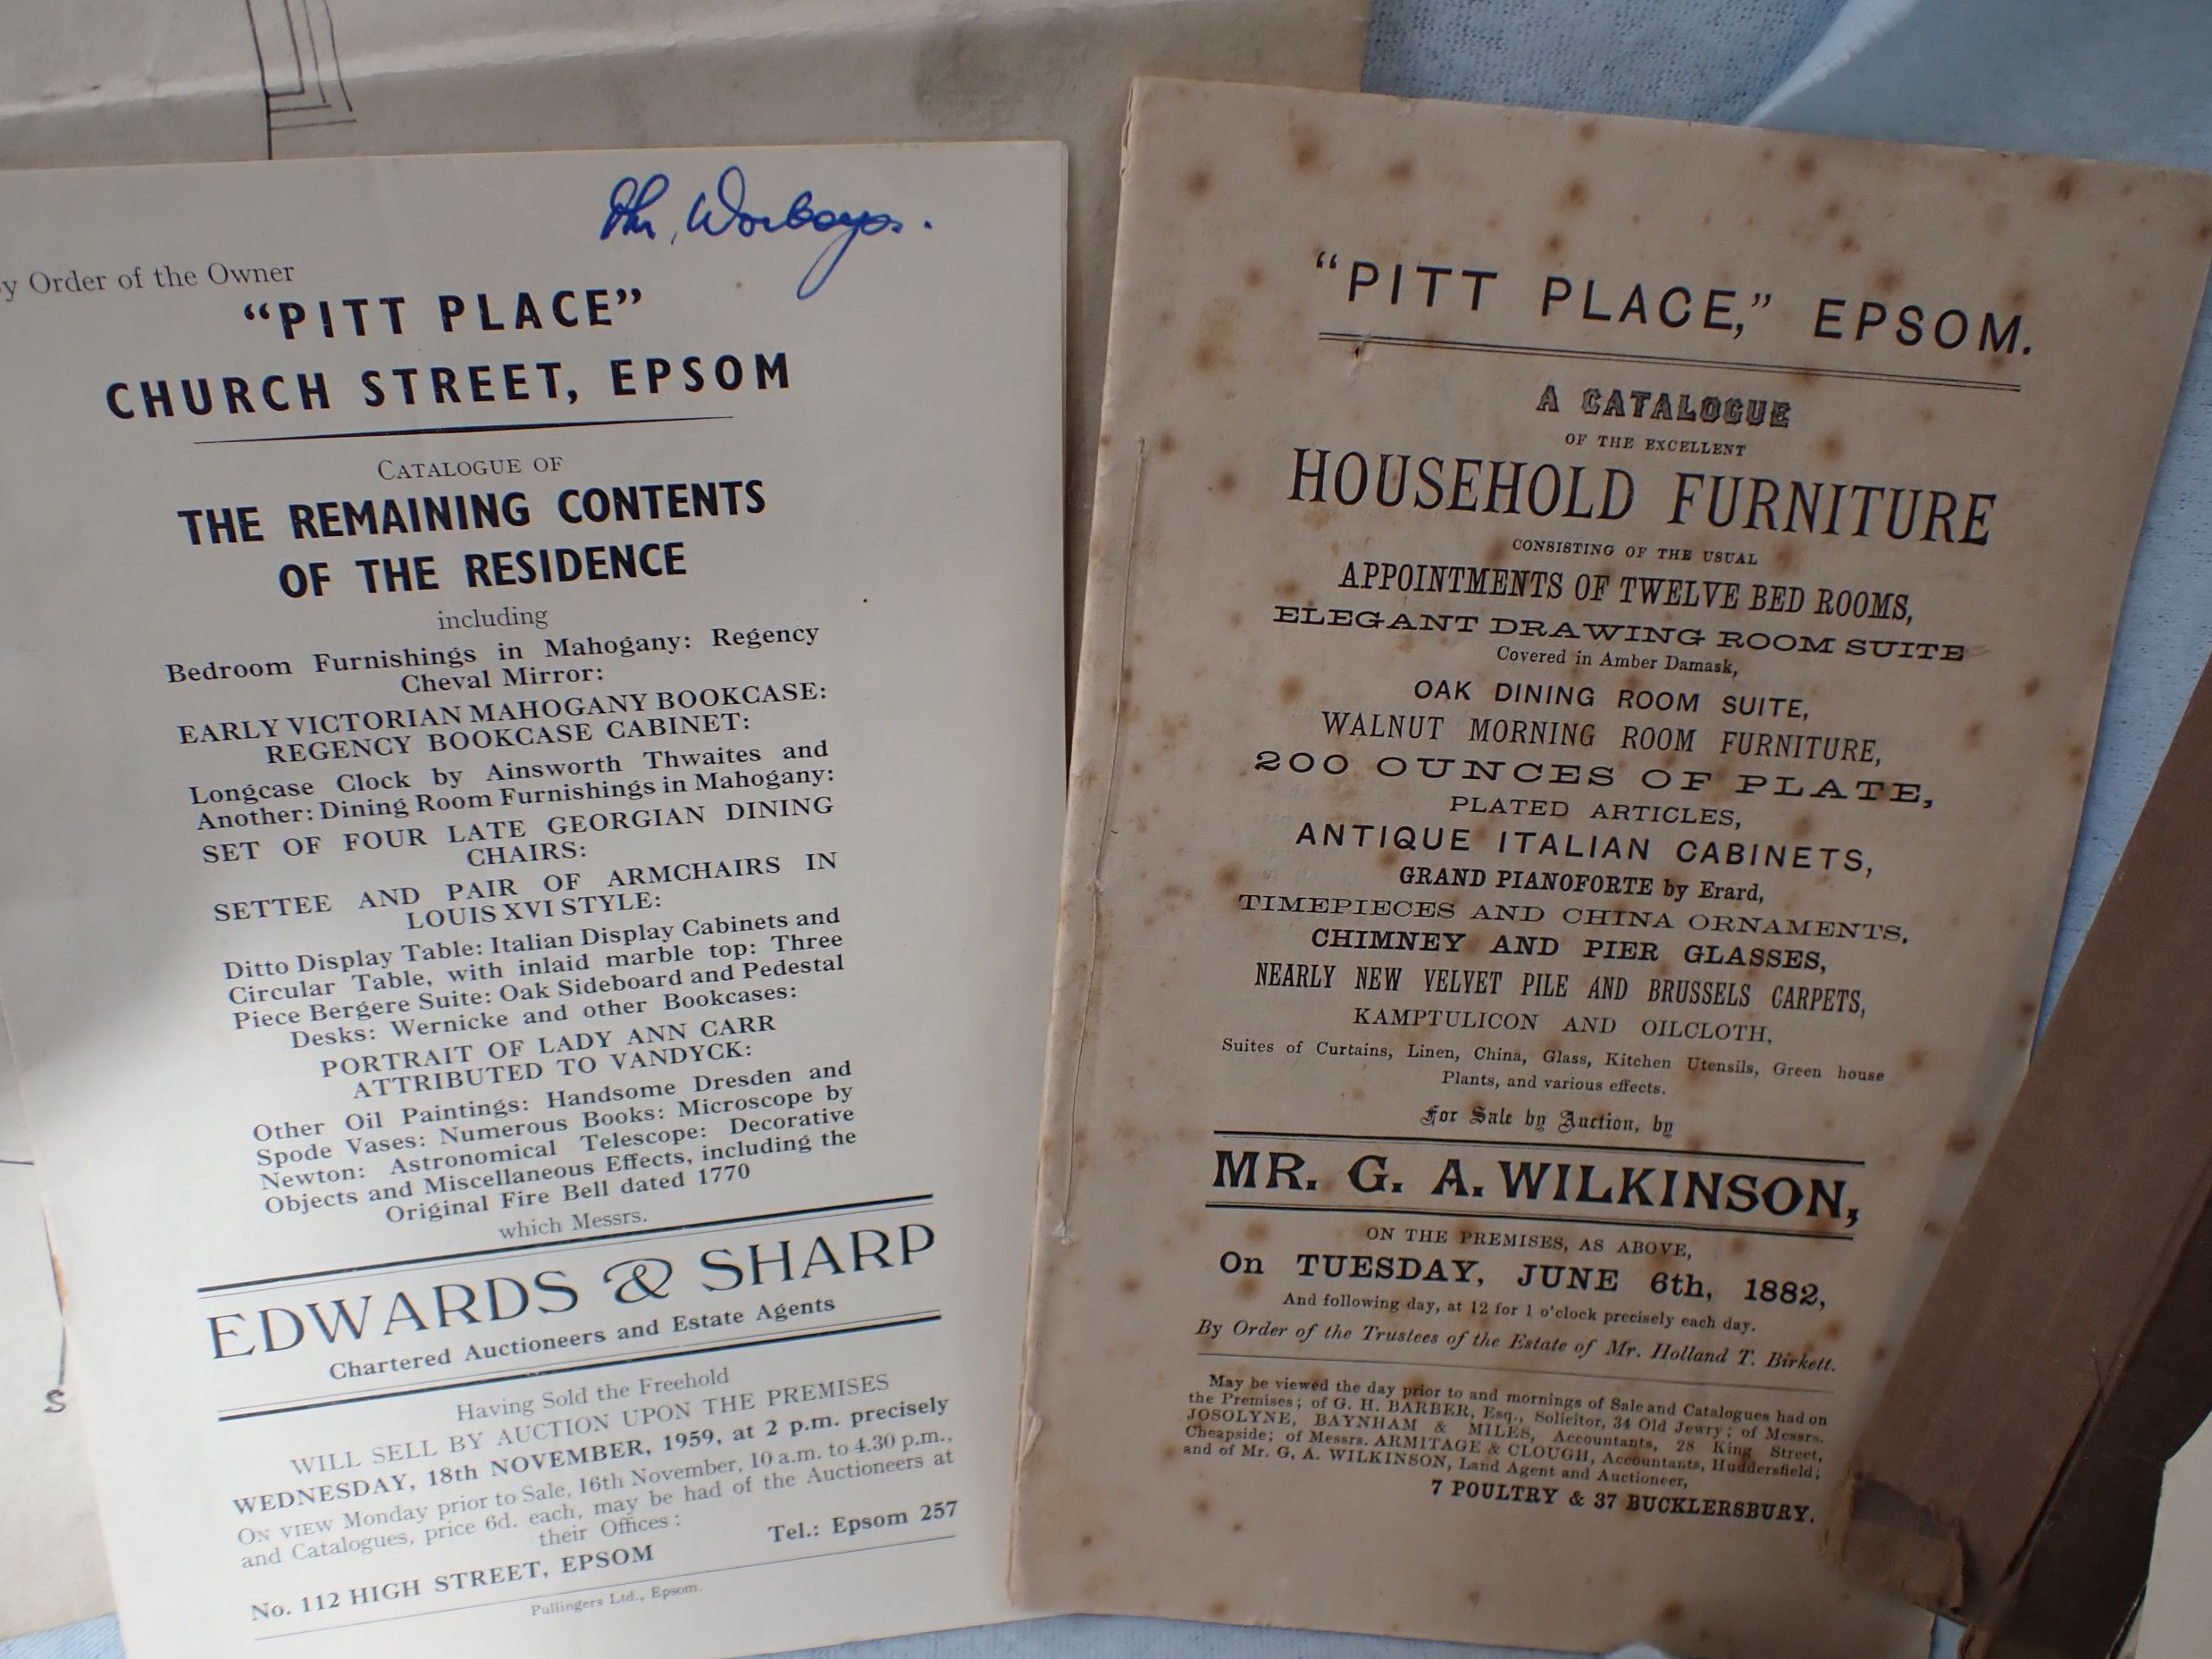 Mr. Worboys.
By Order of the Owner
"PITT PLACE"
CHURCH STREET, EPSOM
CATALOGUE OF
THE REMAINING CONTENTS
OF THE RESIDENCE
including
Bedroom Furnishings in Mahogany: Regency
Cheval Mirror:
EARLY VICTORIAN MAHOGANY BOOKCASE:
REGENCY BOOKCASE CABINET:
Longcase Clock by Ainsworth Thwaites and
Another: Dining Room Furnishings in Mahogany:
SET OF FOUR LATE GEORGIAN DINING
CHAIRS:
SETTEE AND PAIR OF ARMCHAIRS IN
LOUIS XVI STYLE:
Ditto Display Table: Italian Display Cabinets and
Circular Table, with inlaid marble top: Three
Piece Bergere Suite: Oak Sideboard and Pedestal
Desks: Wernicke and other Bookcases:
PORTRAIT OF LADY ANN CARR
ATTRIBUTED TO VANDYCK:
Other Oil Paintings: Handsome Dresden and
Spode Vases: Numerous Books: Microscope by
Newton: Astronomical Telescope: Decorative
Objects and Miscellaneous Effects, including the
Original Fire Bell dated 1770
which Messrs.
EDWARDS & SHARP
Chartered Auctioneers and Estate Agents
Having Sold the Freehold
WILL SELL BY AUCTION UPON THE PREMISES
WEDNESDAY, 18th NOVEMBER, 1959, at 2 p.m. precisely
ON VIEW Monday prior to Sale, 16th November, 10 a.m. to 4.30 p.m.,
and Catalogues, price 6d. each, may be had of the Auctioneers at
their Offices:
No. 112 HIGH STREET, EPSOM Tel.: Epsom 257
Pullingers Ltd., Epsom.
S
"PITT PLACE," EPSOM.
A CATALOGUE
OF THE EXCELLENT
HOUSEHOLD FURNITURE
CONSISTING OF THE USUAL
APPOINTMENTS OF TWELVE BED ROOMS,
ELEGANT DRAWING ROOM SUITE
Covered in Amber Damask,
OAK DINING ROOM SUITE,
WALNUT MORNING ROOM FURNITURE,
200 OUNCES OF PLATE,
PLATED ARTICLES,
ANTIQUE ITALIAN CABINETS,
GRAND PIANOFORTE by Erard,
TIMEPIECES AND CHINA ORNAMENTS,
CHIMNEY AND PIER GLASSES,
NEARLY NEW VELVET PILE AND BRUSSELS CARPETS,
KAMPTULICON AND OILCLOTH,
Suites of Curtains, Linen, China, Glass, Kitchen Utensils, Green house
Plants, and various effects.
For Sale by Auction, by
MR. G. A. WILKINSON,
ON THE PREMISES, AS ABOVE,
On TUESDAY, JUNE 6th, 1882,
And following day, at 12 for 1 o'clock precisely each day.
By Order of the Trustees of the Estate of Mr. Holland T. Birkett.
May be viewed the day prior to and mornings of Sale and Catalogues had on
the Premises; of G. H. BARBER, Esq., Solicitor, 34 Old Jewry; of Messrs.
JOSOLYNE, BAYNHAM & MILES, Accountants, 28 King Street,
Cheapside; of Messrs. ARMITAGE & CLOUGH, Accountants, Huddersfield;
and of Mr. G. A. WILKINSON, Land Agent and Auctioneer,
7 POULTRY & 37 BUCKLERSBURY.